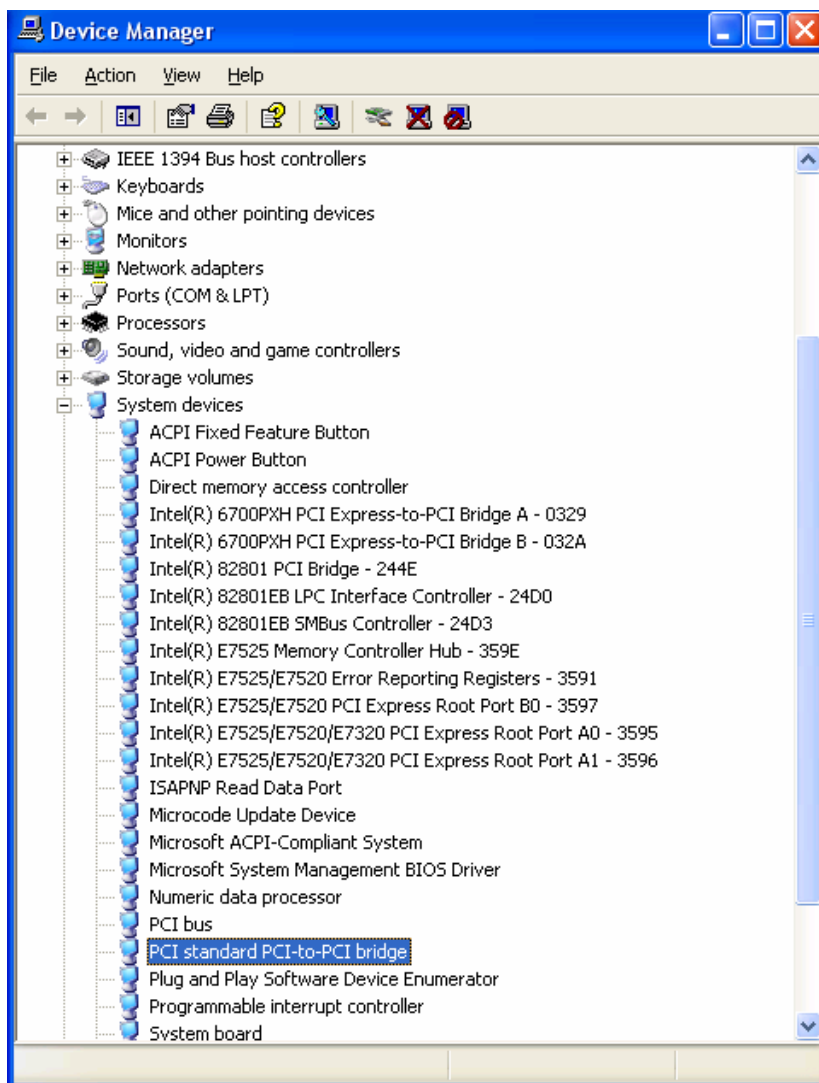 Device Manager
File Action View Help
IEEE 1394 Bus host controllers
Keyboards
Mice and other pointing devices
Monitors
Network adapters
Ports (COM & LPT)
Processors
Sound, video and game controllers
Storage volumes
System devices
ACPI Fixed Feature Button
ACPI Power Button
Direct memory access controller
Intel(R) 6700PXH PCI Express-to-PCI Bridge A - 0329
Intel(R) 6700PXH PCI Express-to-PCI Bridge B - 032A
Intel(R) 82801 PCI Bridge - 244E
Intel(R) 82801EB LPC Interface Controller - 24D0
Intel(R) 82801EB SMBus Controller - 24D3
Intel(R) E7525 Memory Controller Hub - 359E
Intel(R) E7525/E7520 Error Reporting Registers - 3591
Intel(R) E7525/E7520 PCI Express Root Port B0 - 3597
Intel(R) E7525/E7520/E7320 PCI Express Root Port A0 - 3595
Intel(R) E7525/E7520/E7320 PCI Express Root Port A1 - 3596
ISAPNP Read Data Port
Microcode Update Device
Microsoft ACPI-Compliant System
Microsoft System Management BIOS Driver
Numeric data processor
PCI bus
PCI standard PCI-to-PCI bridge
Plug and Play Software Device Enumerator
Programmable interrupt controller
System board